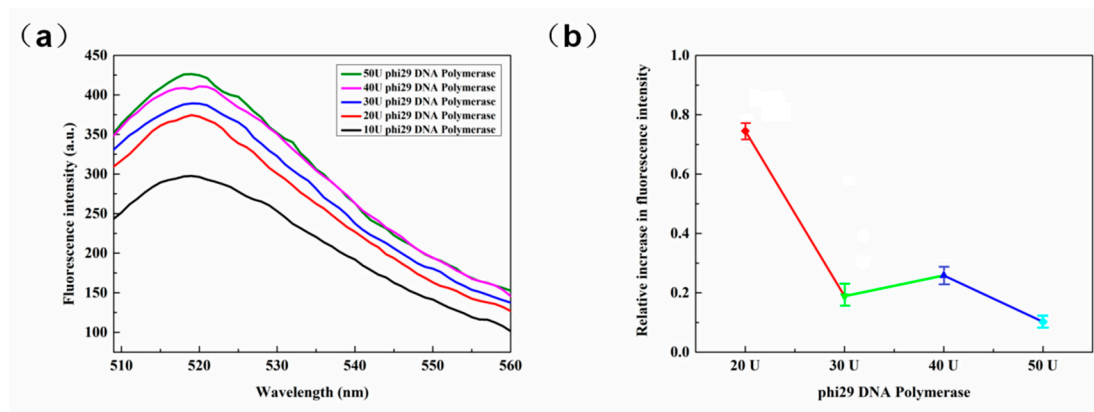 (a)
450
400
350
300
250
200
150
100
510
520
530
540
550
560
Fluorescence intensity (a.u.)
Wavelength (nm)
50U phi29 DNA Polymerase
40U phi29 DNA Polymerase
30U phi29 DNA Polymerase
20U phi29 DNA Polymerase
10U phi29 DNA Polymerase
(b)
1.0
0.8
0.6
0.4
0.2
0.0
20 U
30 U
40 U
50 U
Relative increase in fluorescence intensity
phi29 DNA Polymerase